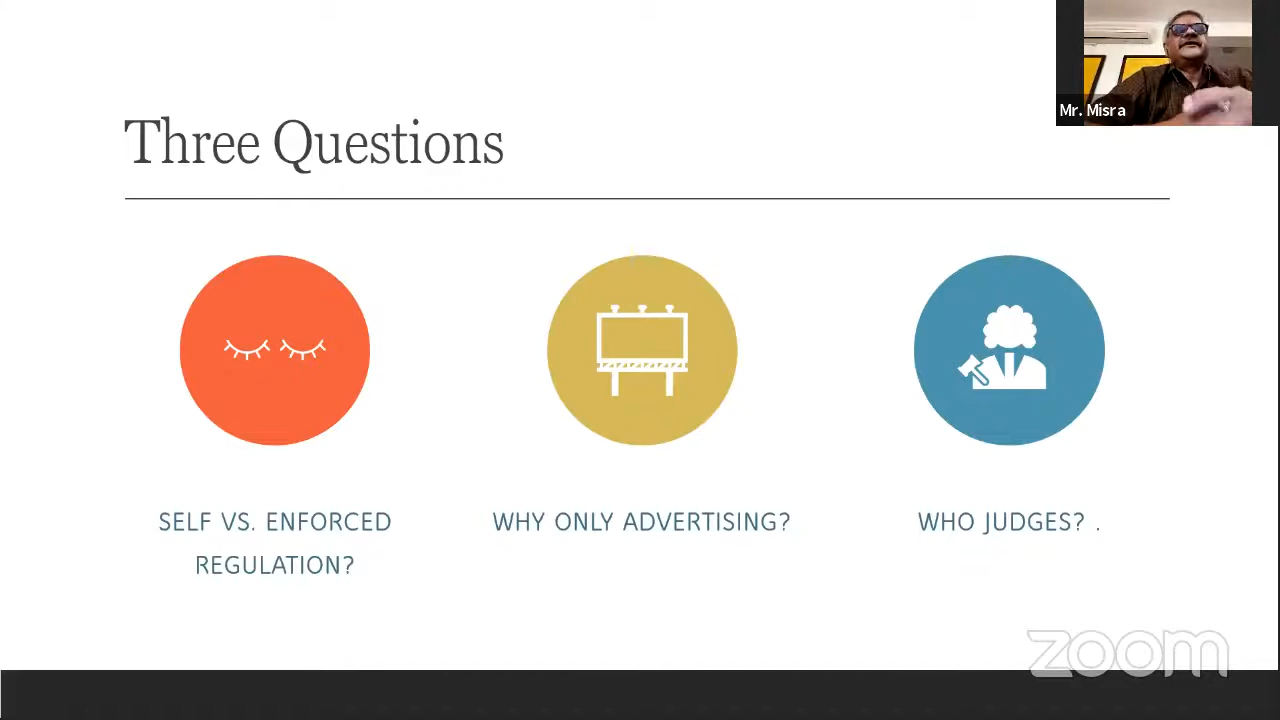 Mr. Misra
Three Questions
SELF VS. ENFORCED
REGULATION?
WHY ONLY ADVERTISING?
WHO JUDGES? .
zoom